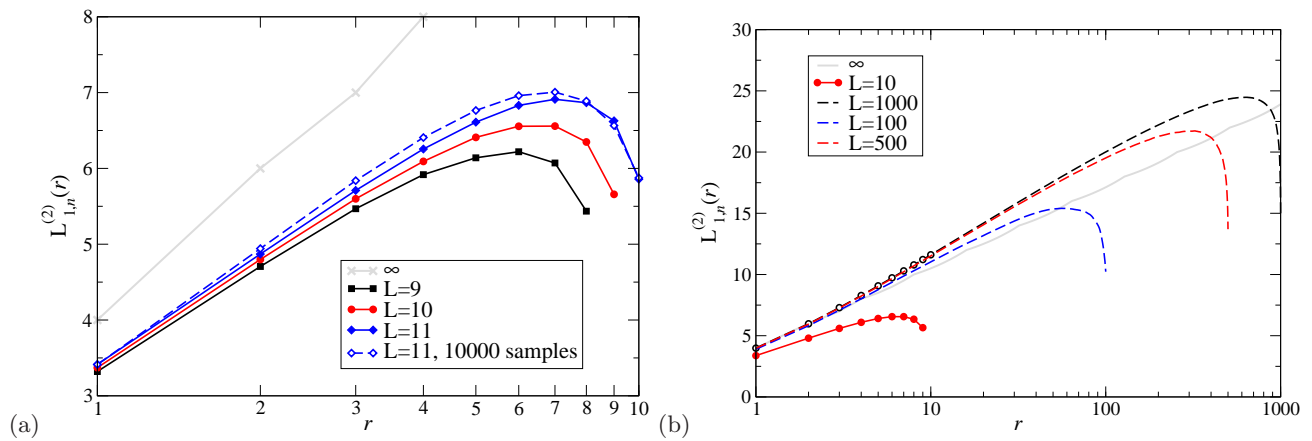 8
7
6
5
4
3
L^{(2)}_{1,n}(r)
1 2 3 4 5 6 7 8 9 10
r
∞
L=9
L=10
L=11
L=11, 10000 samples
(a)
30
25
20
15
10
5
0
L^{(2)}_{1,n}(r)
1 10 100 1000
r
∞
L=10
L=1000
L=100
L=500
(b)